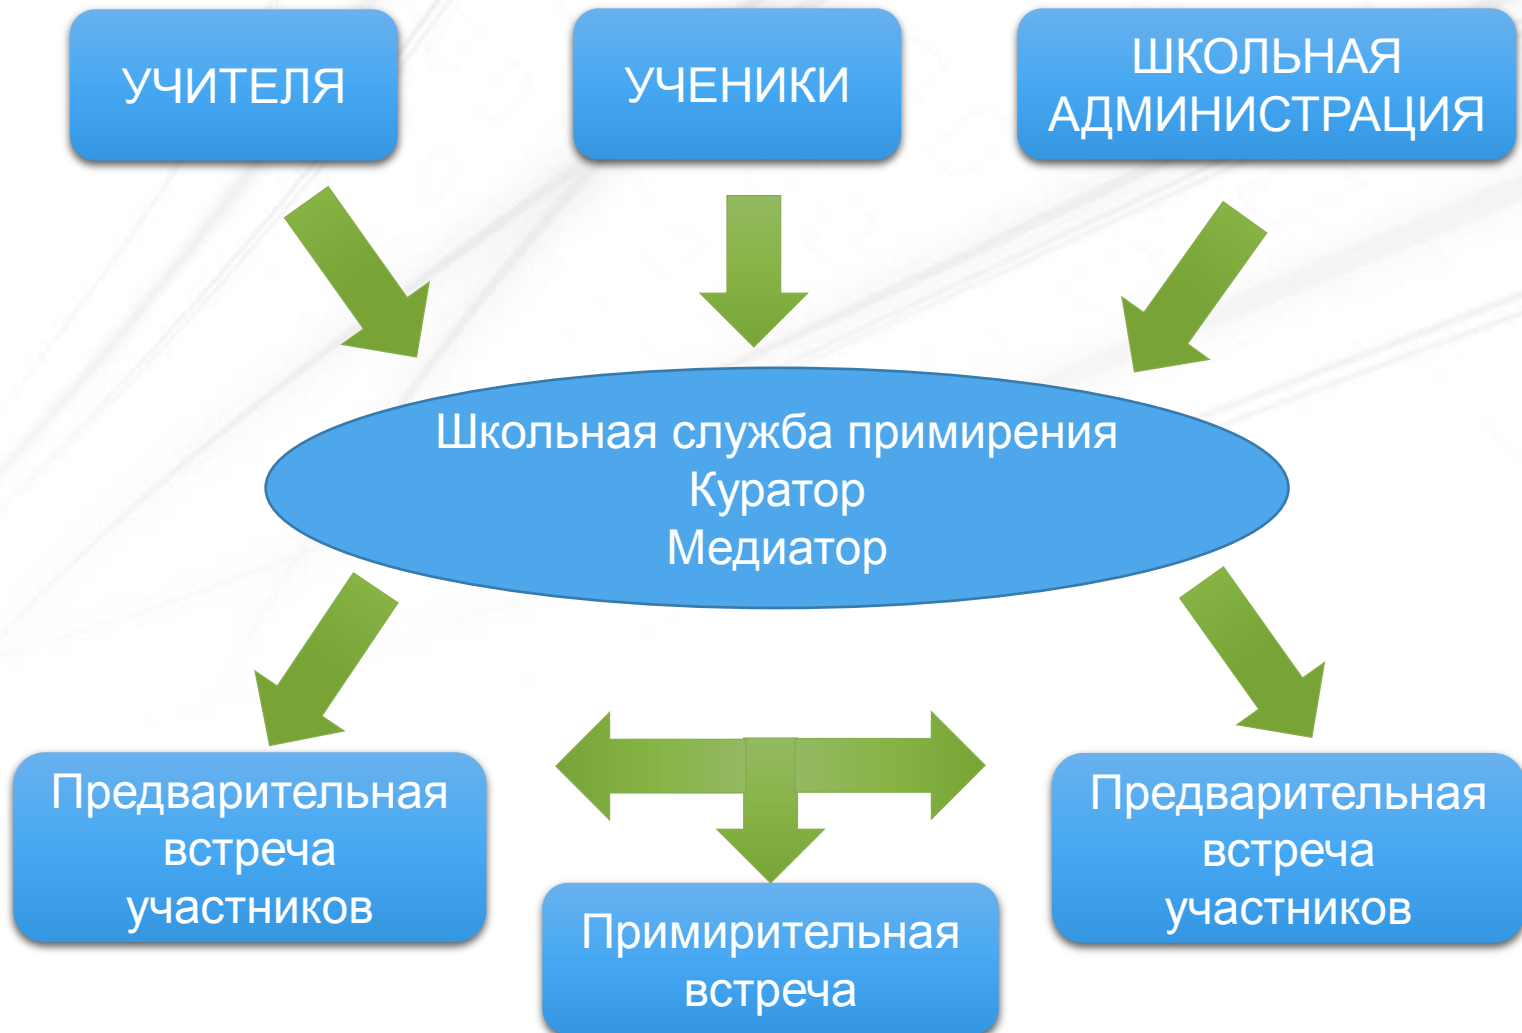 УЧИТЕЛЯ
УЧЕНИКИ
ШКОЛЬНАЯ
АДМИНИСТРАЦИЯ
Школьная служба примирения
Куратор
Медиатор
Предварительная
встреча
участников
Примирительная
встреча
Предварительная
встреча
участников